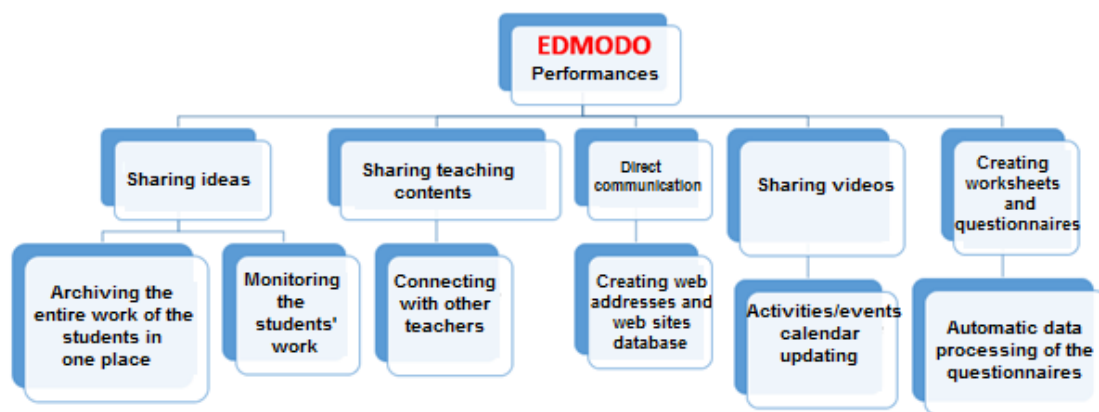 EDMODO
Performances
Sharing ideas
Sharing teaching
contents
Direct
communication
Sharing videos
Creating
worksheets
and
questionnaires
Archiving the
entire work of the
students in
one place
Monitoring
the
students'
work
Connecting
with other
teachers
Creating web
addresses and
web sites
database
Activities/events
calendar
updating
Automatic data
processing of the
questionnaires